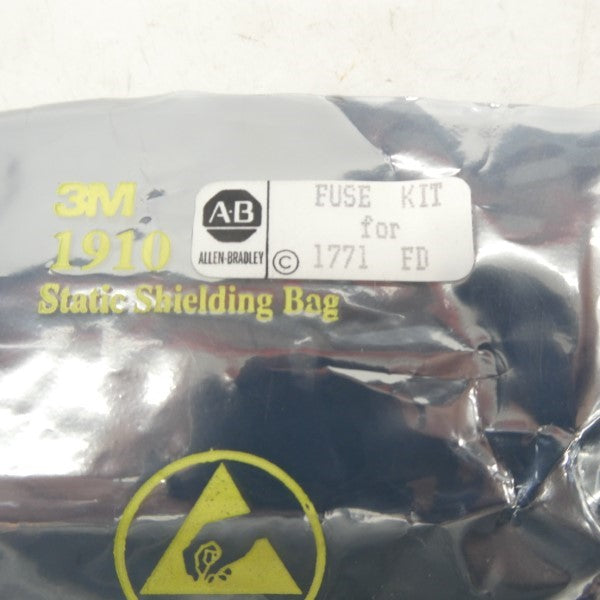 3M
1910
Static Shielding Bag
A-B
ALLEN-BRADLEY
©
FUSE KIT
for
1771 FD